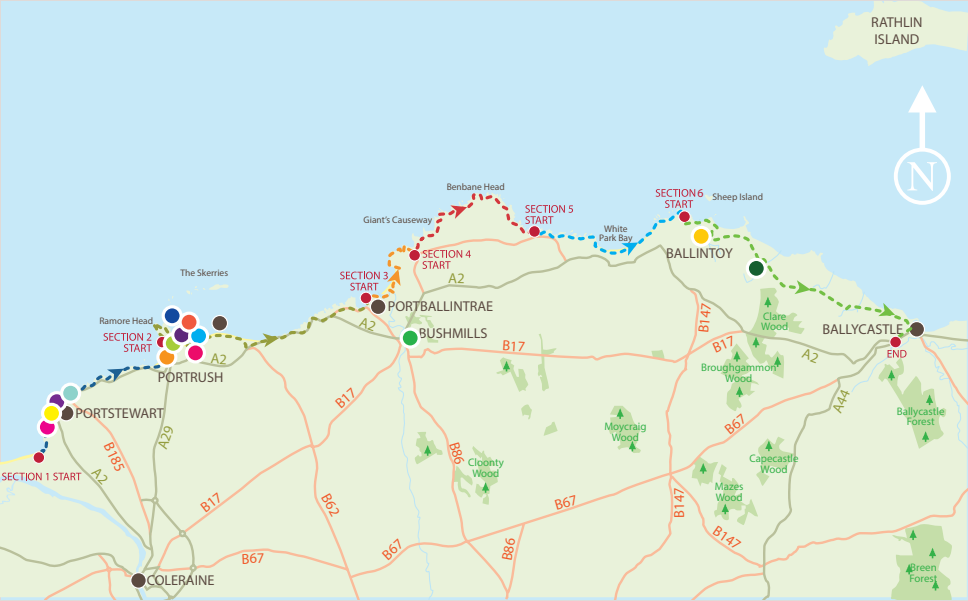 RATHLIN
ISLAND
N
Benbane Head
SECTION 6
START
Sheep Island
Giant's Causeway
SECTION 5
START
White
Park Bay
BALLINTOY
SECTION 4
START
The Skerries
SECTION 3
START
A2
PORTBALLINTRAE
B147
Clare
Wood
Ramore Head
SECTION 2
START
A2
BUSHMILLS
BALLYCASTLE
END
A2
PORTRUSH
B17
B17
A2
Broughgammon
Wood
B17
A44
PORTSTEWART
Ballycastle
Forest
Moycraig
Wood
B67
A29
B185
B86
Cloonty
Wood
Capecastle
Wood
SECTION 1 START
A2
B17
B62
B67
B147
Mazes
Wood
B147
B67
B67
B86
Breen
Forest
COLERAINE